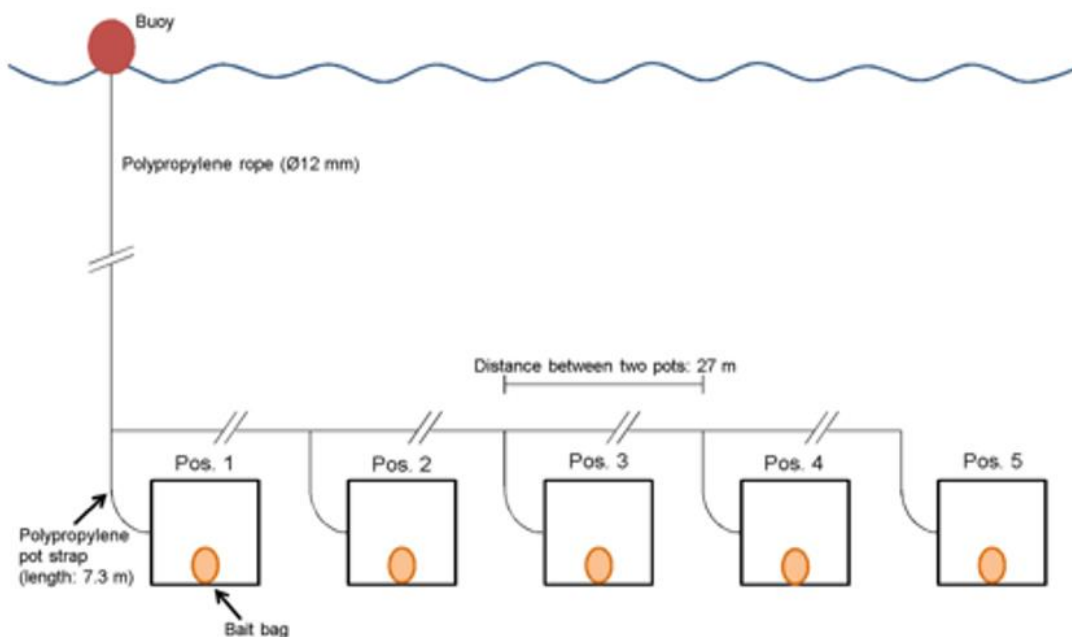 Buoy
Polypropylene rope (Ø12 mm)
Distance between two pots: 27 m
Pos. 1
Pos. 2
Pos. 3
Pos. 4
Pos. 5
Polypropylene
pot strap
(length: 7.3 m)
Bait bag